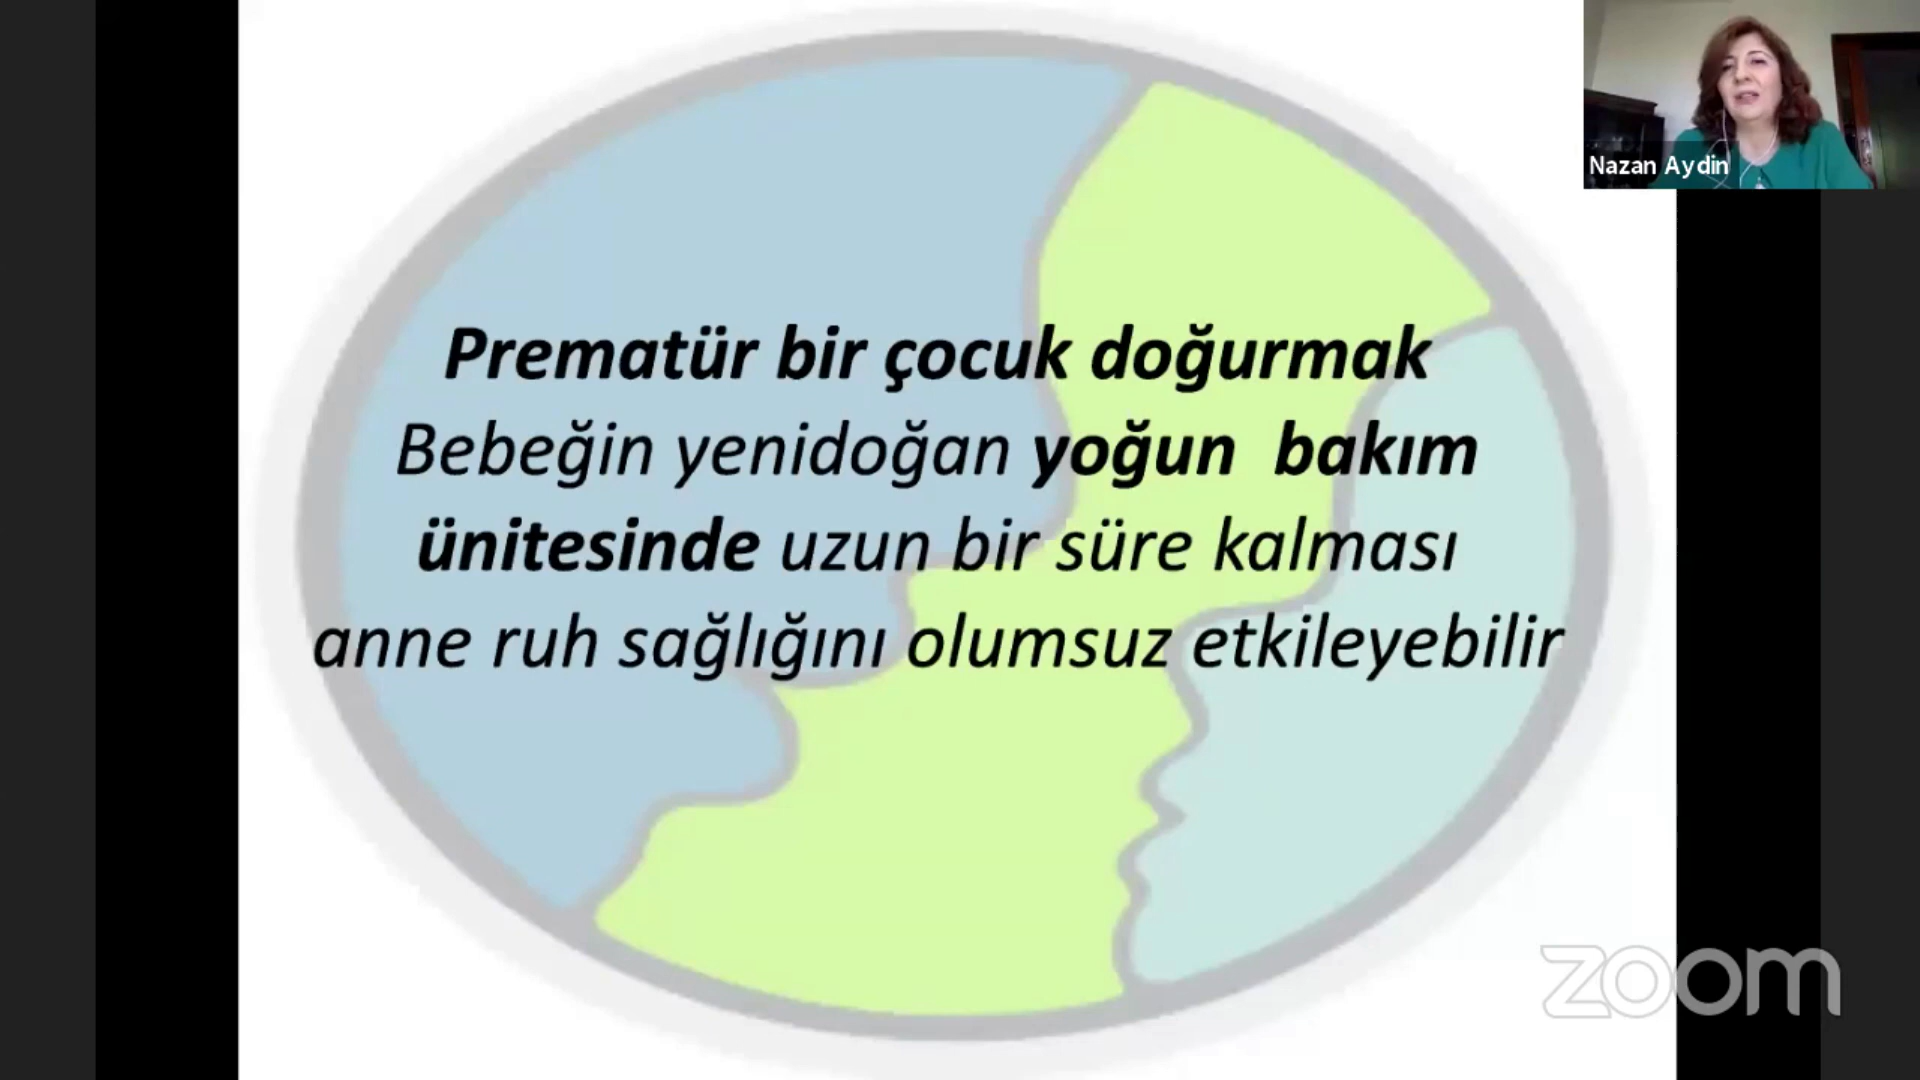 Prematür bir çocuk doğurmak
Bebeğin yenidoğan yoğun bakım
ünitesinde uzun bir süre kalması
anne ruh sağlığını olumsuz etkileyebilir
Nazan Aydin
zoom